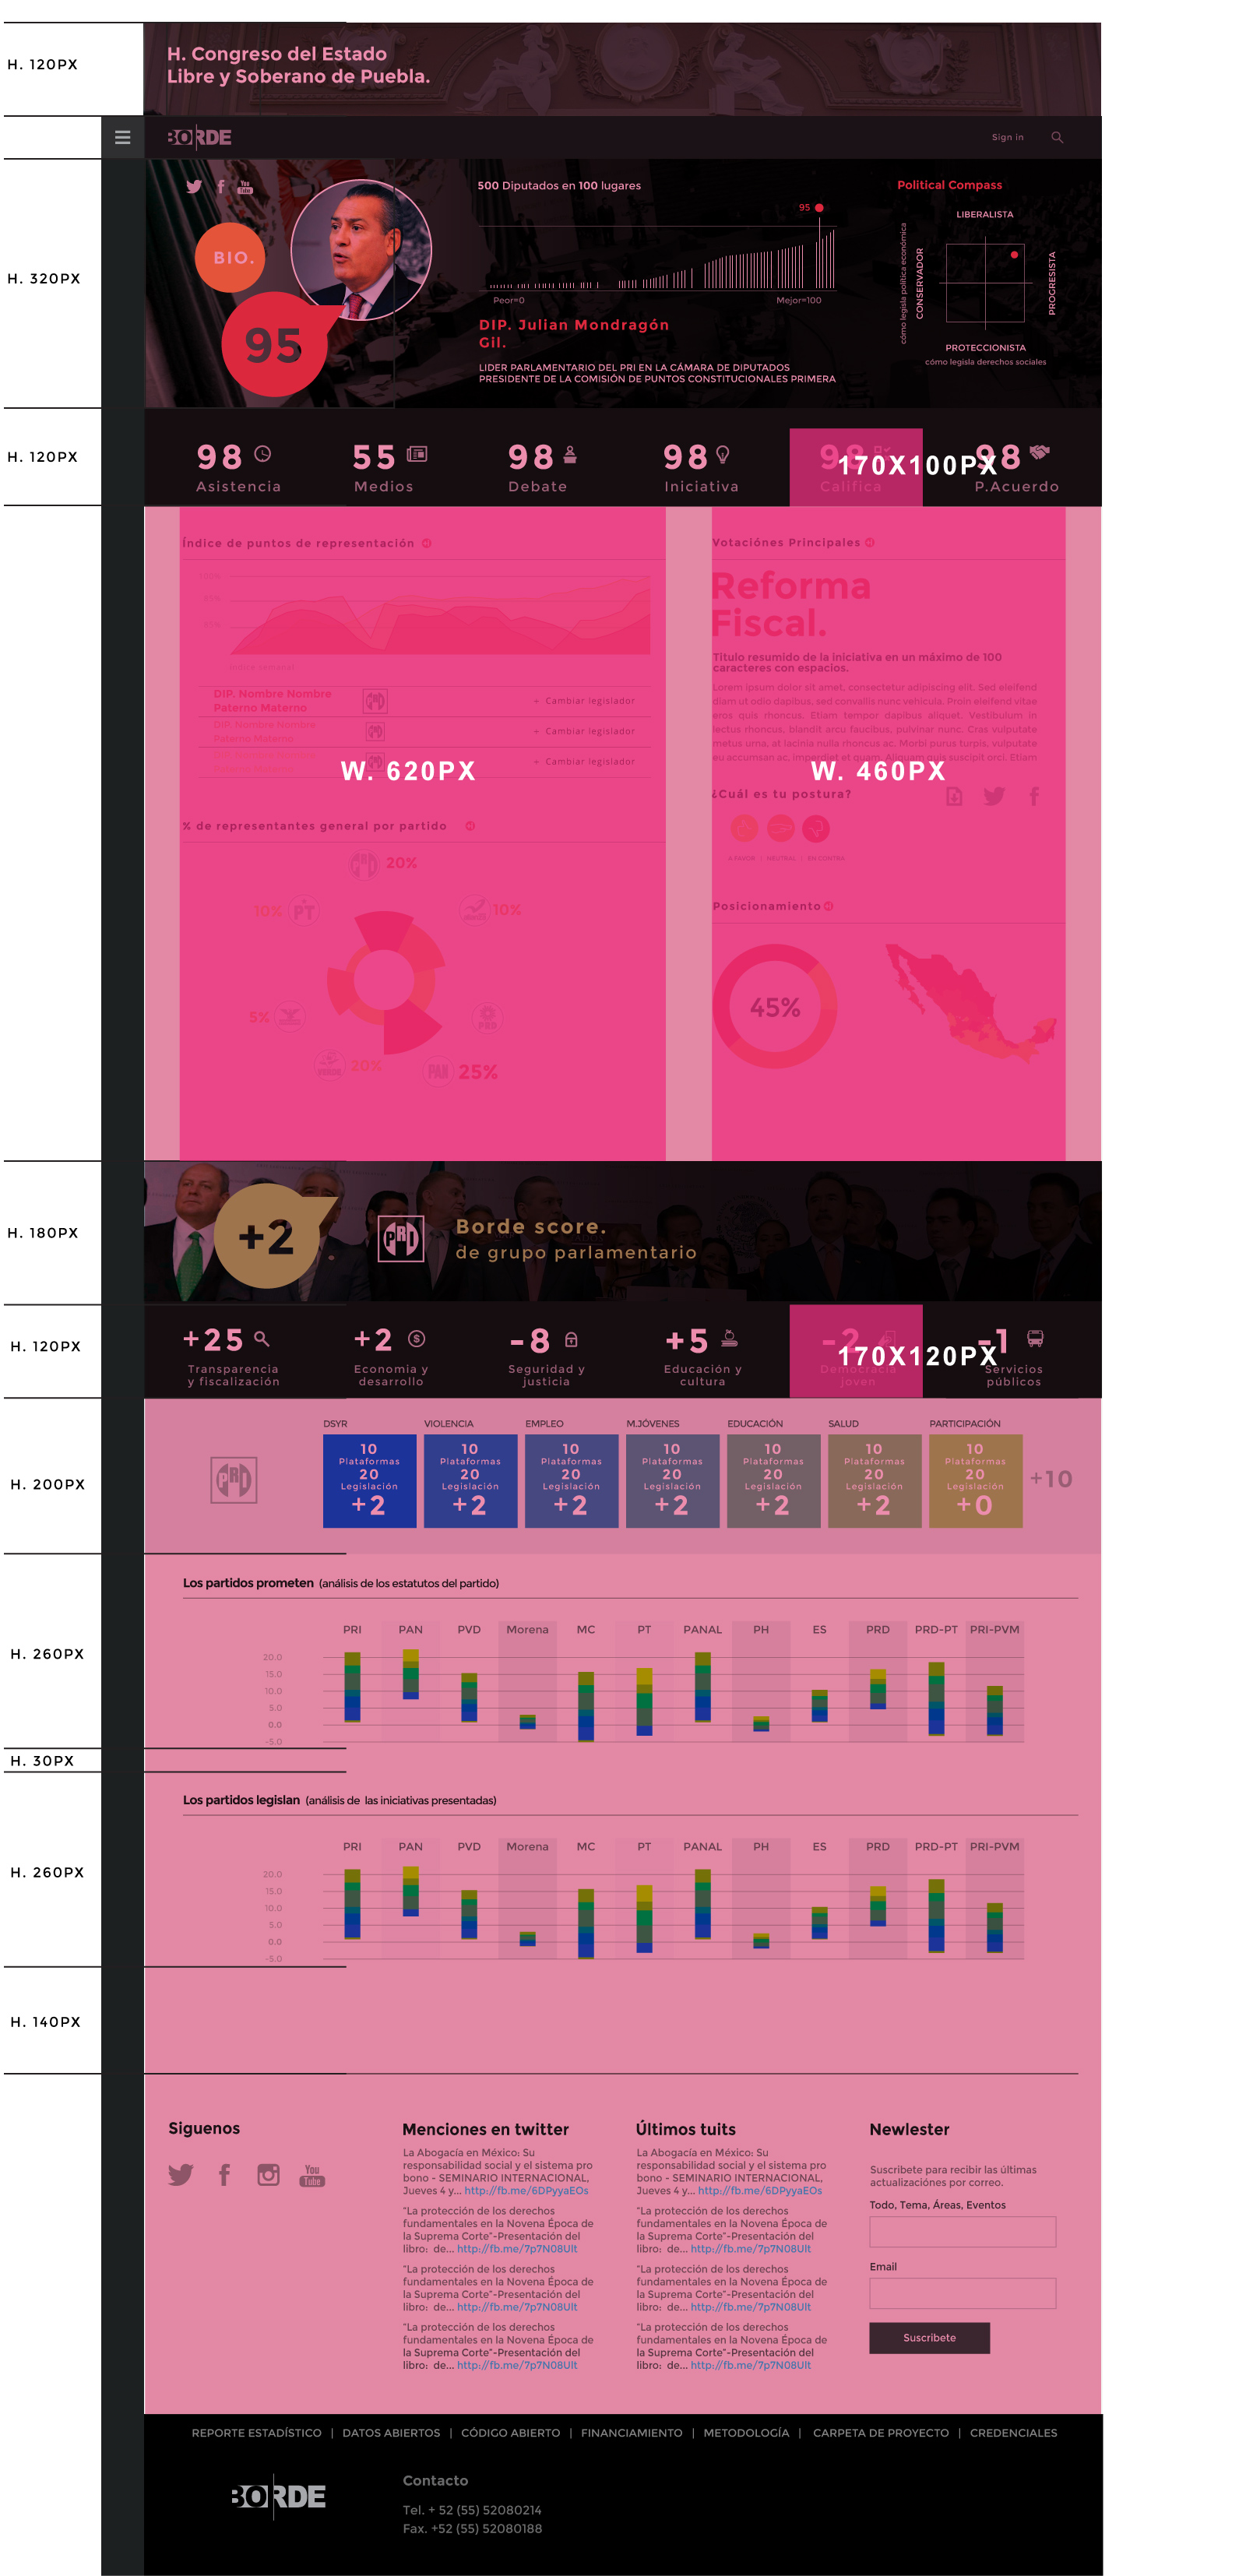 H. 120PX
H. Congreso del Estado
Libre y Soberano de Puebla.
BORDE
Sign in
H. 320PX
You
Tube
BIO.
95
500 Diputados en 100 lugares
95
Peor=0
Mejor=100
DIP. Julian Mondragón
Gil.
LIDER PARLAMENTARIO DEL PRI EN LA CÁMARA DE DIPUTADOS
PRESIDENTE DE LA COMISIÓN DE PUNTOS CONSTITUCIONALES PRIMERA
Political Compass
LIBERALISTA
cómo legisla política económica
CONSERVADOR
PROGRESISTA
PROTECCIONISTA
cómo legisla derechos sociales
H. 120PX
98
Asistencia
55
Medios
98
Debate
98
Iniciativa
98
Califica
170X100PX
98
P.Acuerdo
Índice de puntos de representación
85%
DIP. Nombre Nombre
Paterno Materno
+ Cambiar legislador
DIP. Nombre Nombre
Paterno Materno
+ Cambiar legislador
+ Cambiar legislador
W. 620PX
% de representantes general por partido
20%
10% PT
10%
5%
PRD
VERDE 20%
PAN 25%
Votaciónes Principales
Reforma
Fiscal.
Titulo resumido de la iniciativa en un máximo de 100
caracteres con espacios.
Lorem ipsum dolor sit amet, consectetur adipiscing elit. Sed eleifend
diam ut odio dapibus, sed convallis nunc vehicula. Proin eleifend vitae
eros quis rhoncus. Etiam tempor dapibus aliquet. Vestibulum in
lectus rhoncus, blandit arcu faucibus, pulvinar nunc. Cras vulputate
metus urna, at lacinia nulla rhoncus ac. Morbi purus turpis, vulputate
eu accumsan ac, imperdiet et quam. Aliquam quis suscipit orci. Etiam
W. 460PX
¿Cuál es tu postura?
A FAVOR | NEUTRAL | EN CONTRA
Posicionamiento
45%
H. 180PX
+2
PRI
Borde score.
de grupo parlamentario
H. 120PX
+25
Transparencia
y fiscalización
+2
Economia y
desarrollo
-8
Seguridad y
justicia
+5
Educación y
cultura
-2
Democracia
joven
170X120PX
-1
Servicios
públicos
H. 200PX
PRI
DSYR
VIOLENCIA
EMPLEO
M.JÓVENES
EDUCACIÓN
SALUD
PARTICIPACIÓN
10
Plataformas
20
Legislación
+2
10
Plataformas
20
Legislación
+2
10
Plataformas
20
Legislación
+2
10
Plataformas
20
Legislación
+2
10
Plataformas
20
Legislación
+2
10
Plataformas
20
Legislación
+2
10
Plataformas
20
Legislación
+0
+10
H. 260PX
Los partidos prometen (análisis de los estatutos del partido)
PRI PAN PVD Morena MC PT PANAL PH ES PRD PRD-PT PRI-PVM
20.0
15.0
10.0
5.0
0.0
-5.0
H. 30PX
H. 260PX
Los partidos legislan (análisis de las iniciativas presentadas)
PRI PAN PVD Morena MC PT PANAL PH ES PRD PRD-PT PRI-PVM
20.0
15.0
10.0
5.0
0.0
-5.0
H. 140PX
Siguenos
You
Tube
Menciones en twitter
La Abogacía en México: Su
responsabilidad social y el sistema pro
bono - SEMINARIO INTERNACIONAL,
Jueves 4 y... http://fb.me/6DPyyaEOs
"La protección de los derechos
fundamentales en la Novena Época de
la Suprema Corte"-Presentación del
libro: de... http://fb.me/7p7N08Ult
"La protección de los derechos
fundamentales en la Novena Época de
la Suprema Corte"-Presentación del
libro: de... http://fb.me/7p7N08Ult
"La protección de los derechos
fundamentales en la Novena Época de
la Suprema Corte"-Presentación del
libro: de... http://fb.me/7p7N08Ult
Últimos tuits
La Abogacía en México: Su
responsabilidad social y el sistema pro
bono - SEMINARIO INTERNACIONAL,
Jueves 4 y... http://fb.me/6DPyyaEOs
"La protección de los derechos
fundamentales en la Novena Época de
la Suprema Corte"-Presentación del
libro: de... http://fb.me/7p7N08Ult
"La protección de los derechos
fundamentales en la Novena Época de
la Suprema Corte"-Presentación del
libro: de... http://fb.me/7p7N08Ult
"La protección de los derechos
fundamentales en la Novena Época de
la Suprema Corte"-Presentación del
libro: de... http://fb.me/7p7N08Ult
Newlester
Suscribete para recibir las últimas
actualizaciónes por correo.
Todo, Tema, Áreas, Eventos
Email
Suscribete
REPORTE ESTADÍSTICO | DATOS ABIERTOS | CÓDIGO ABIERTO | FINANCIAMIENTO | METODOLOGÍA | CARPETA DE PROYECTO | CREDENCIALES
BORDE
Contacto
Tel. + 52 (55) 52080214
Fax. +52 (55) 52080188